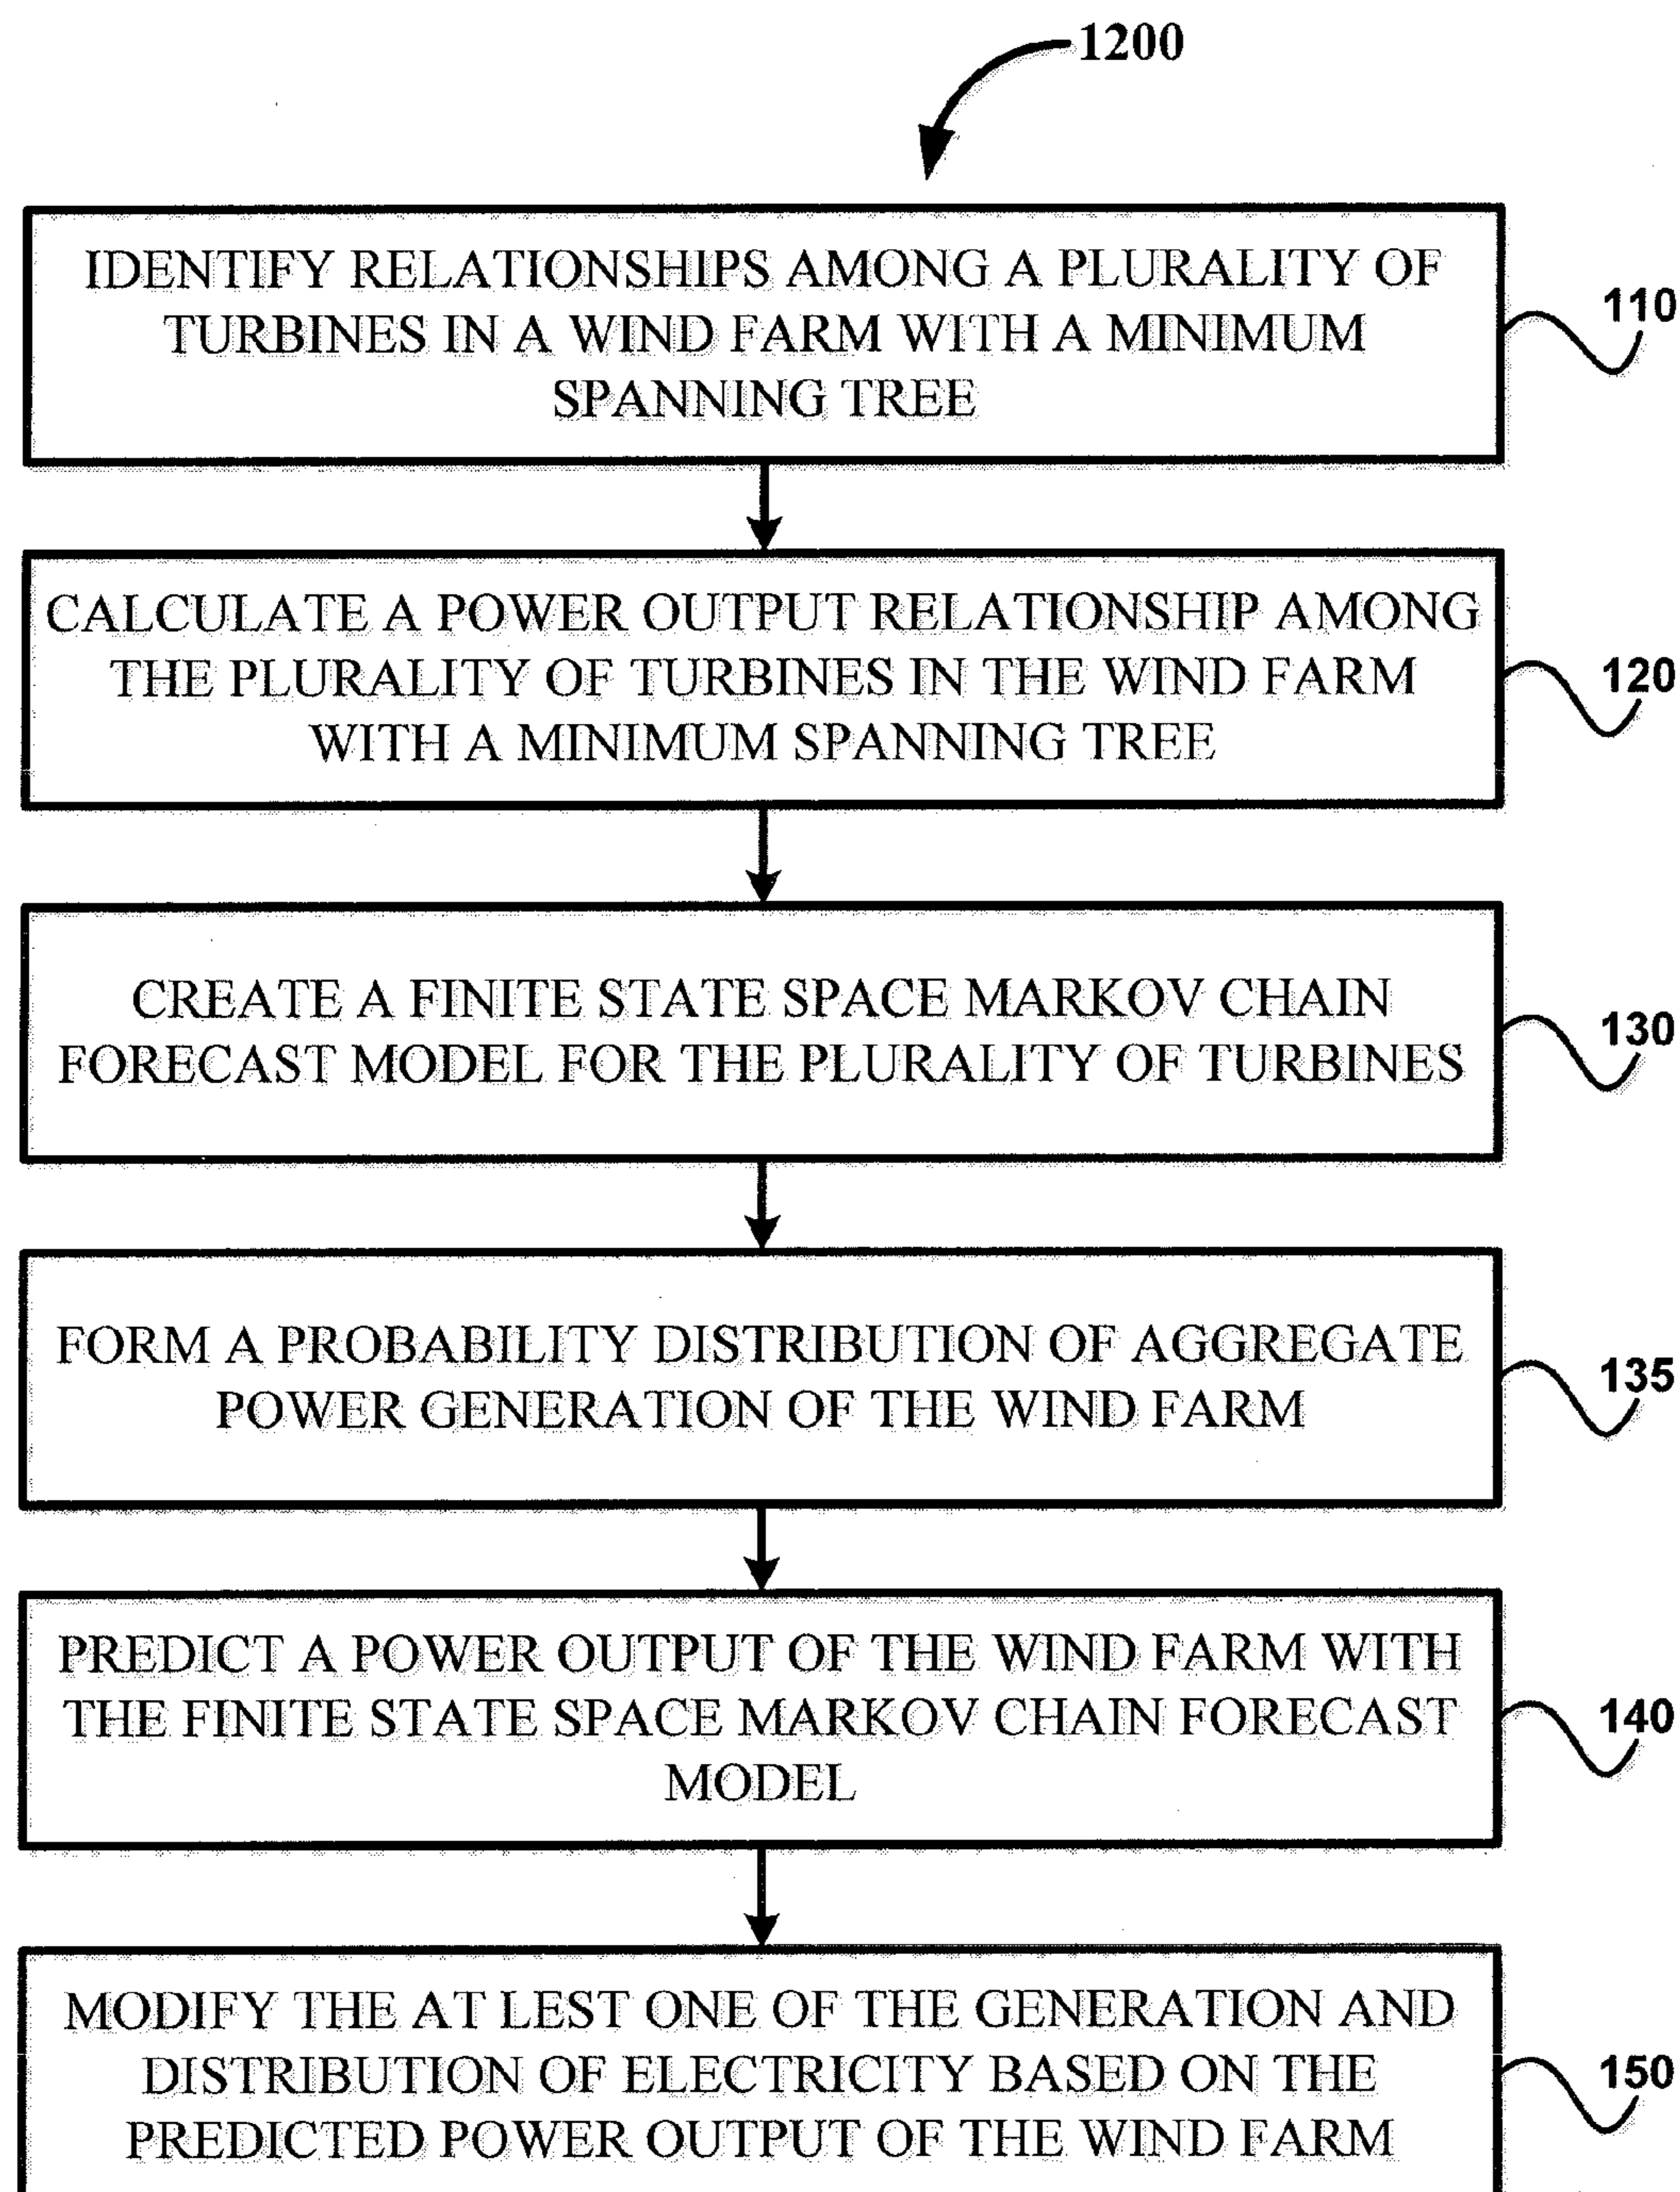 1200
IDENTIFY RELATIONSHIPS AMONG A PLURALITY OF
TURBINES IN A WIND FARM WITH A MINIMUM
SPANNING TREE
110
CALCULATE A POWER OUTPUT RELATIONSHIP AMONG
THE PLURALITY OF TURBINES IN THE WIND FARM
WITH A MINIMUM SPANNING TREE
120
CREATE A FINITE STATE SPACE MARKOV CHAIN
FORECAST MODEL FOR THE PLURALITY OF TURBINES
130
FORM A PROBABILITY DISTRIBUTION OF AGGREGATE
POWER GENERATION OF THE WIND FARM
135
PREDICT A POWER OUTPUT OF THE WIND FARM WITH
THE FINITE STATE SPACE MARKOV CHAIN FORECAST
MODEL
140
MODIFY THE AT LEST ONE OF THE GENERATION AND
DISTRIBUTION OF ELECTRICITY BASED ON THE
PREDICTED POWER OUTPUT OF THE WIND FARM
150